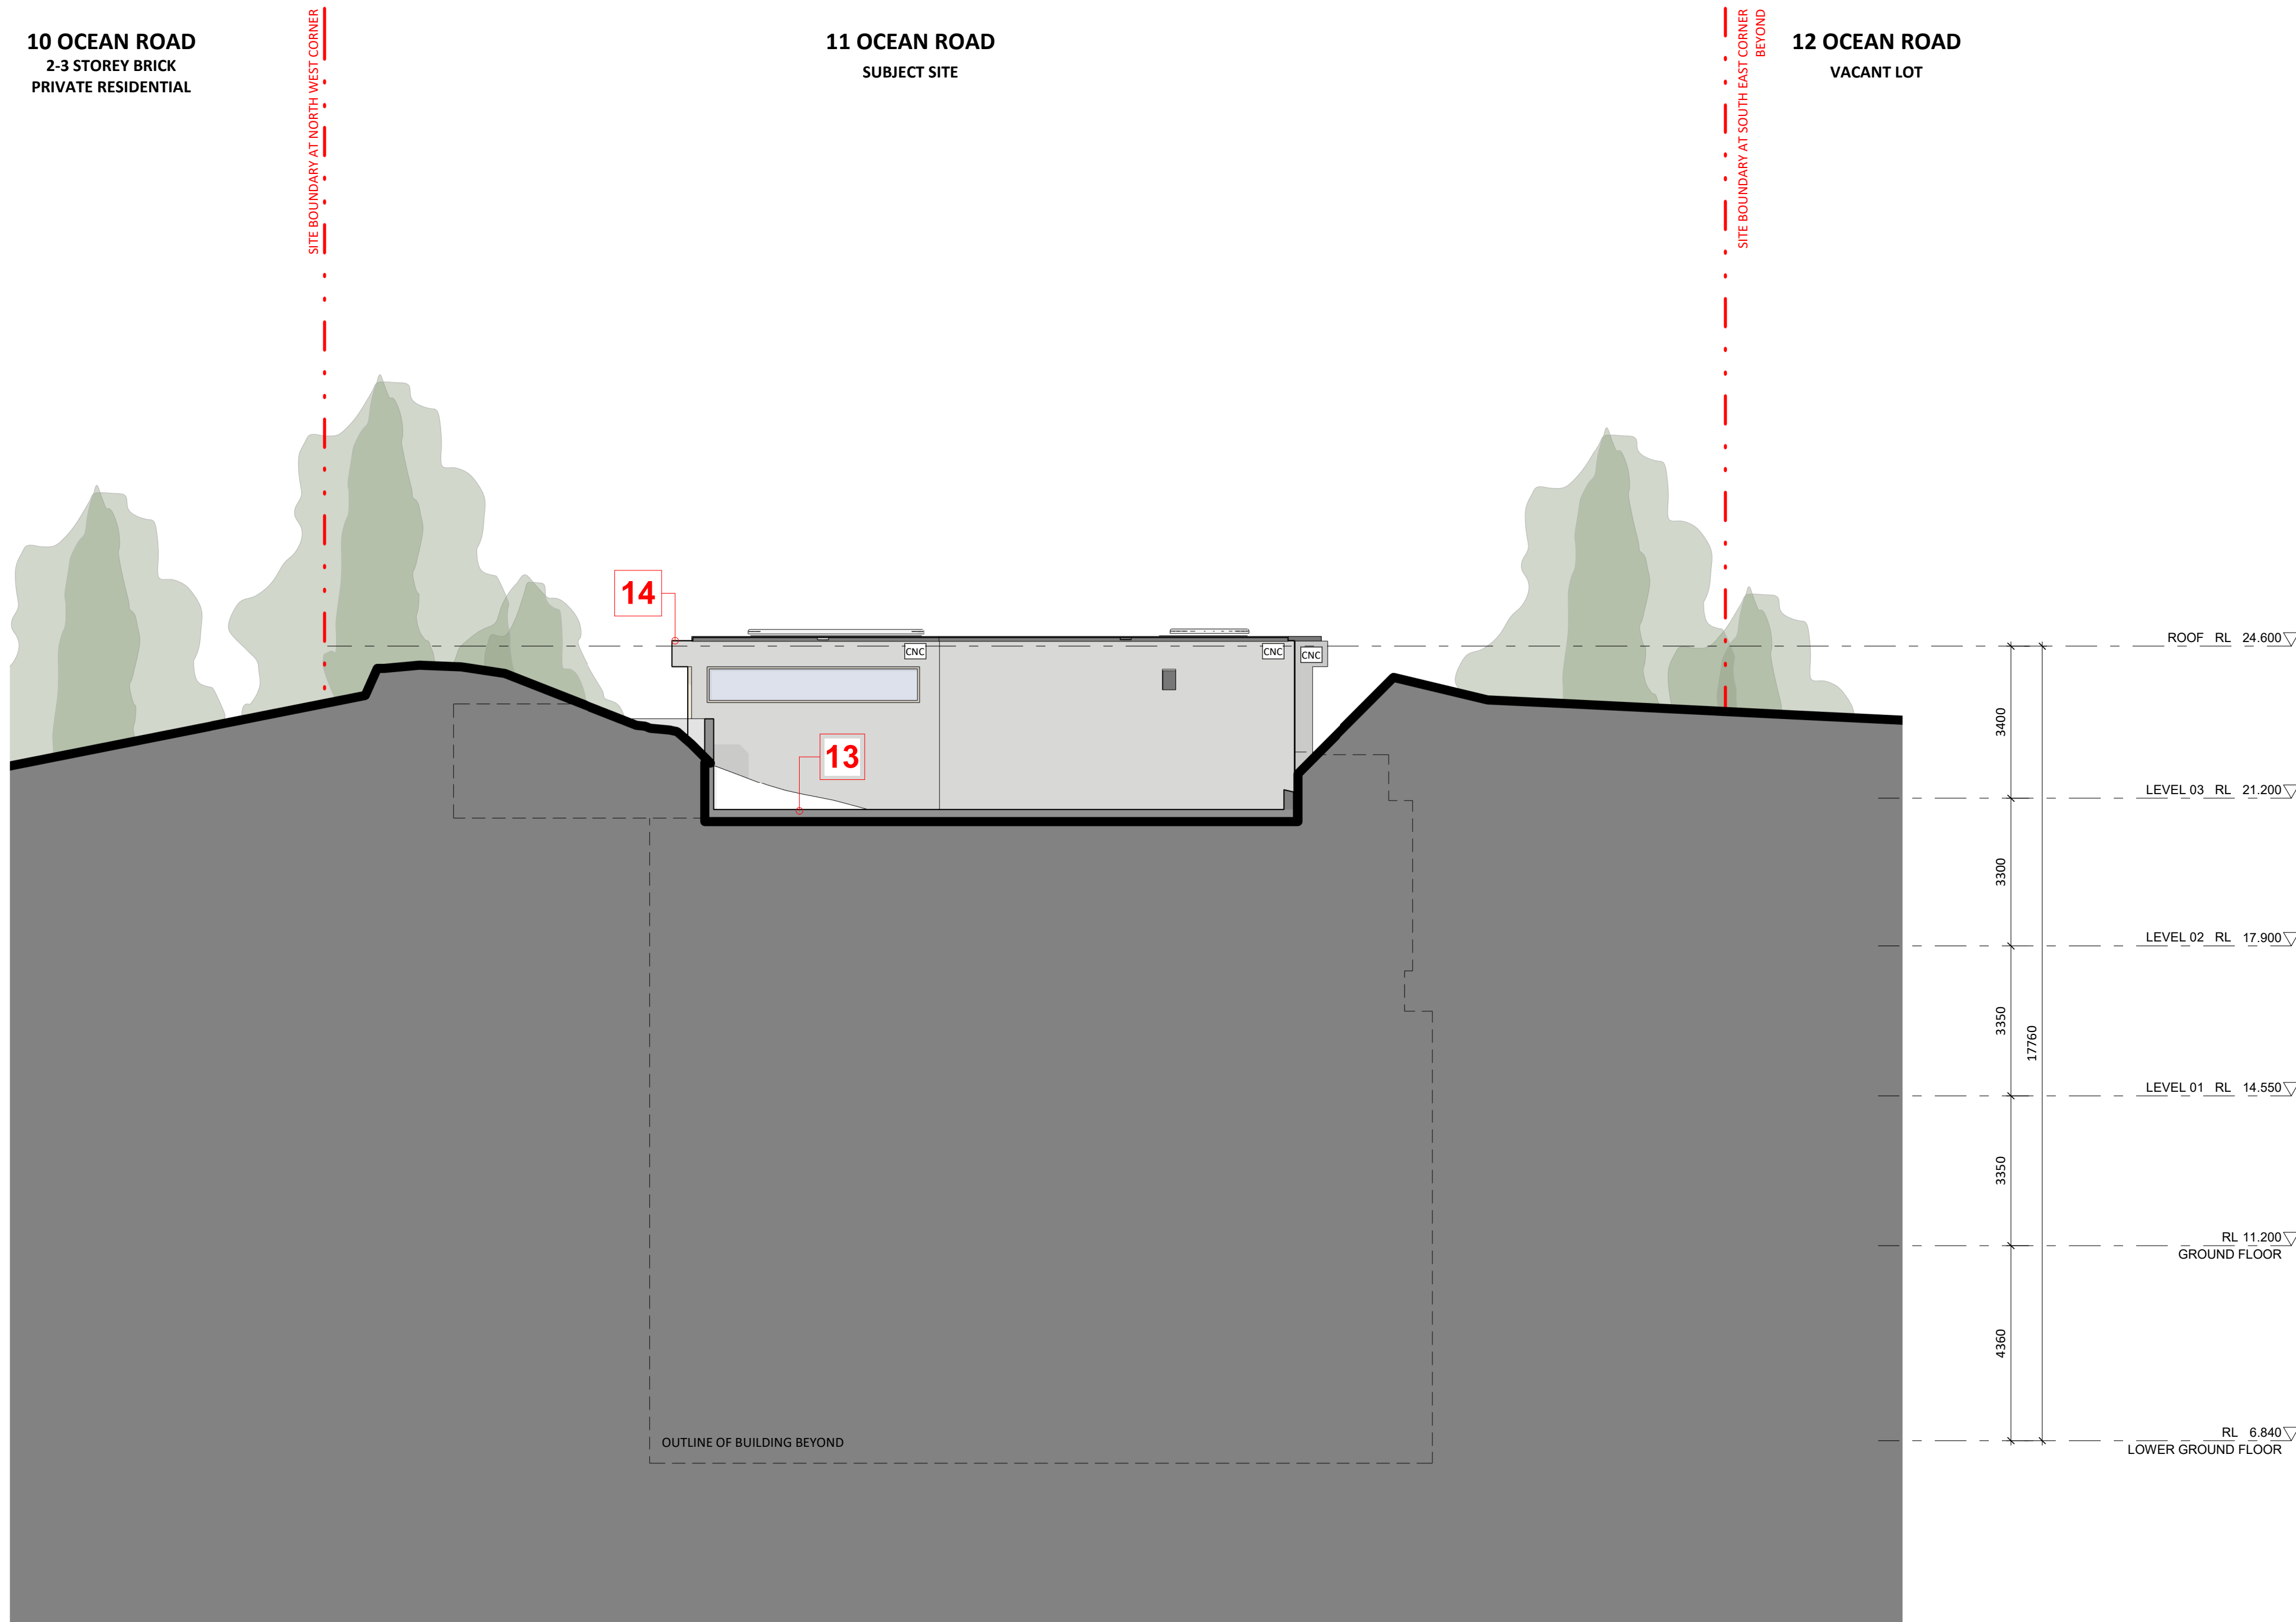 10 OCEAN ROAD
2-3 STOREY BRICK
PRIVATE RESIDENTIAL
SITE BOUNDARY AT NORTH WEST CORNER
11 OCEAN ROAD
SUBJECT SITE
SITE BOUNDARY AT SOUTH EAST CORNER
BEYOND
12 OCEAN ROAD
VACANT LOT
14
CNC
CNC
CNC
13
ROOF RL 24.600
3400
LEVEL 03 RL 21.200
3300
LEVEL 02 RL 17.900
3350
17760
LEVEL 01 RL 14.550
3350
RL 11.200
GROUND FLOOR
4360
OUTLINE OF BUILDING BEYOND
RL 6.840
LOWER GROUND FLOOR